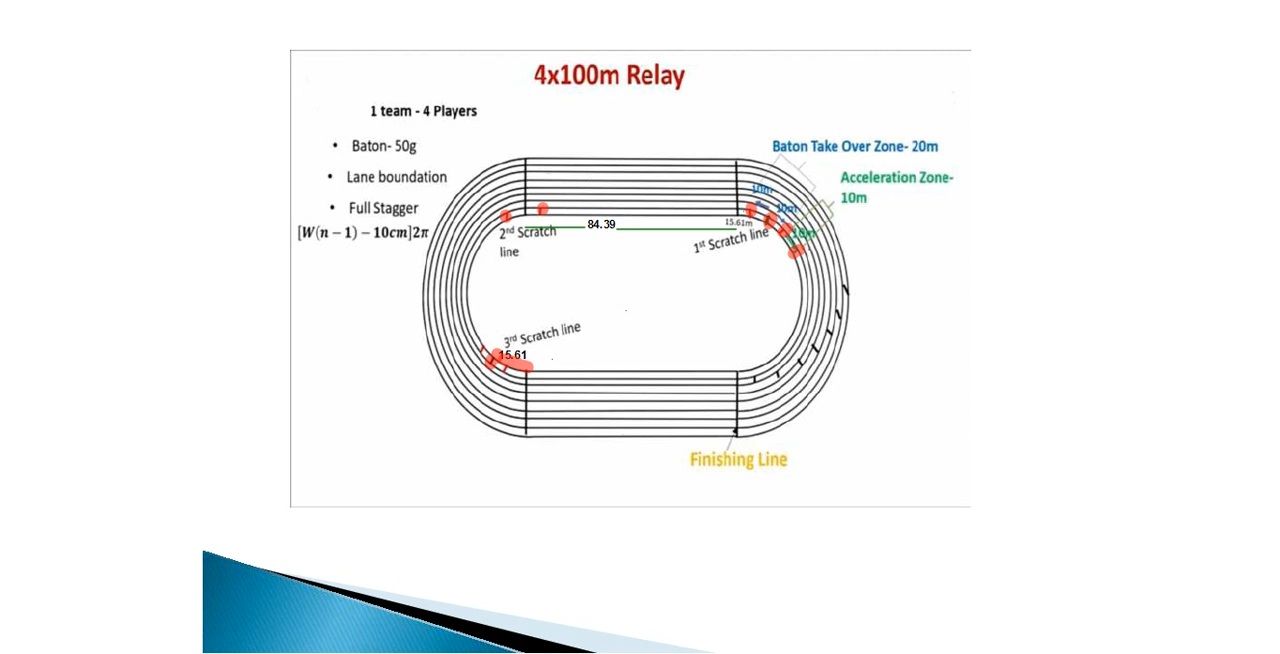 4x100m Relay
1 team - 4 Players
• Baton- 50g
• Lane boundation
• Full Stagger
[W(n − 1) − 10cm]2π
Baton Take Over Zone- 20m
Acceleration Zone-
10m
10m
10m
10m
15.61m
1st Scratch line
84.39
2nd Scratch
line
3rd Scratch line
15.61
Finishing Line